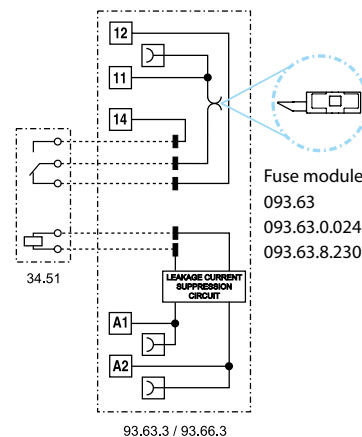 12
11
14
Fuse module
093.63
093.63.0.024
093.63.8.230
34.51
LEAKAGE CURRENT
SUPPRESSION
CIRCUIT
A1
A2
93.63.3 / 93.66.3